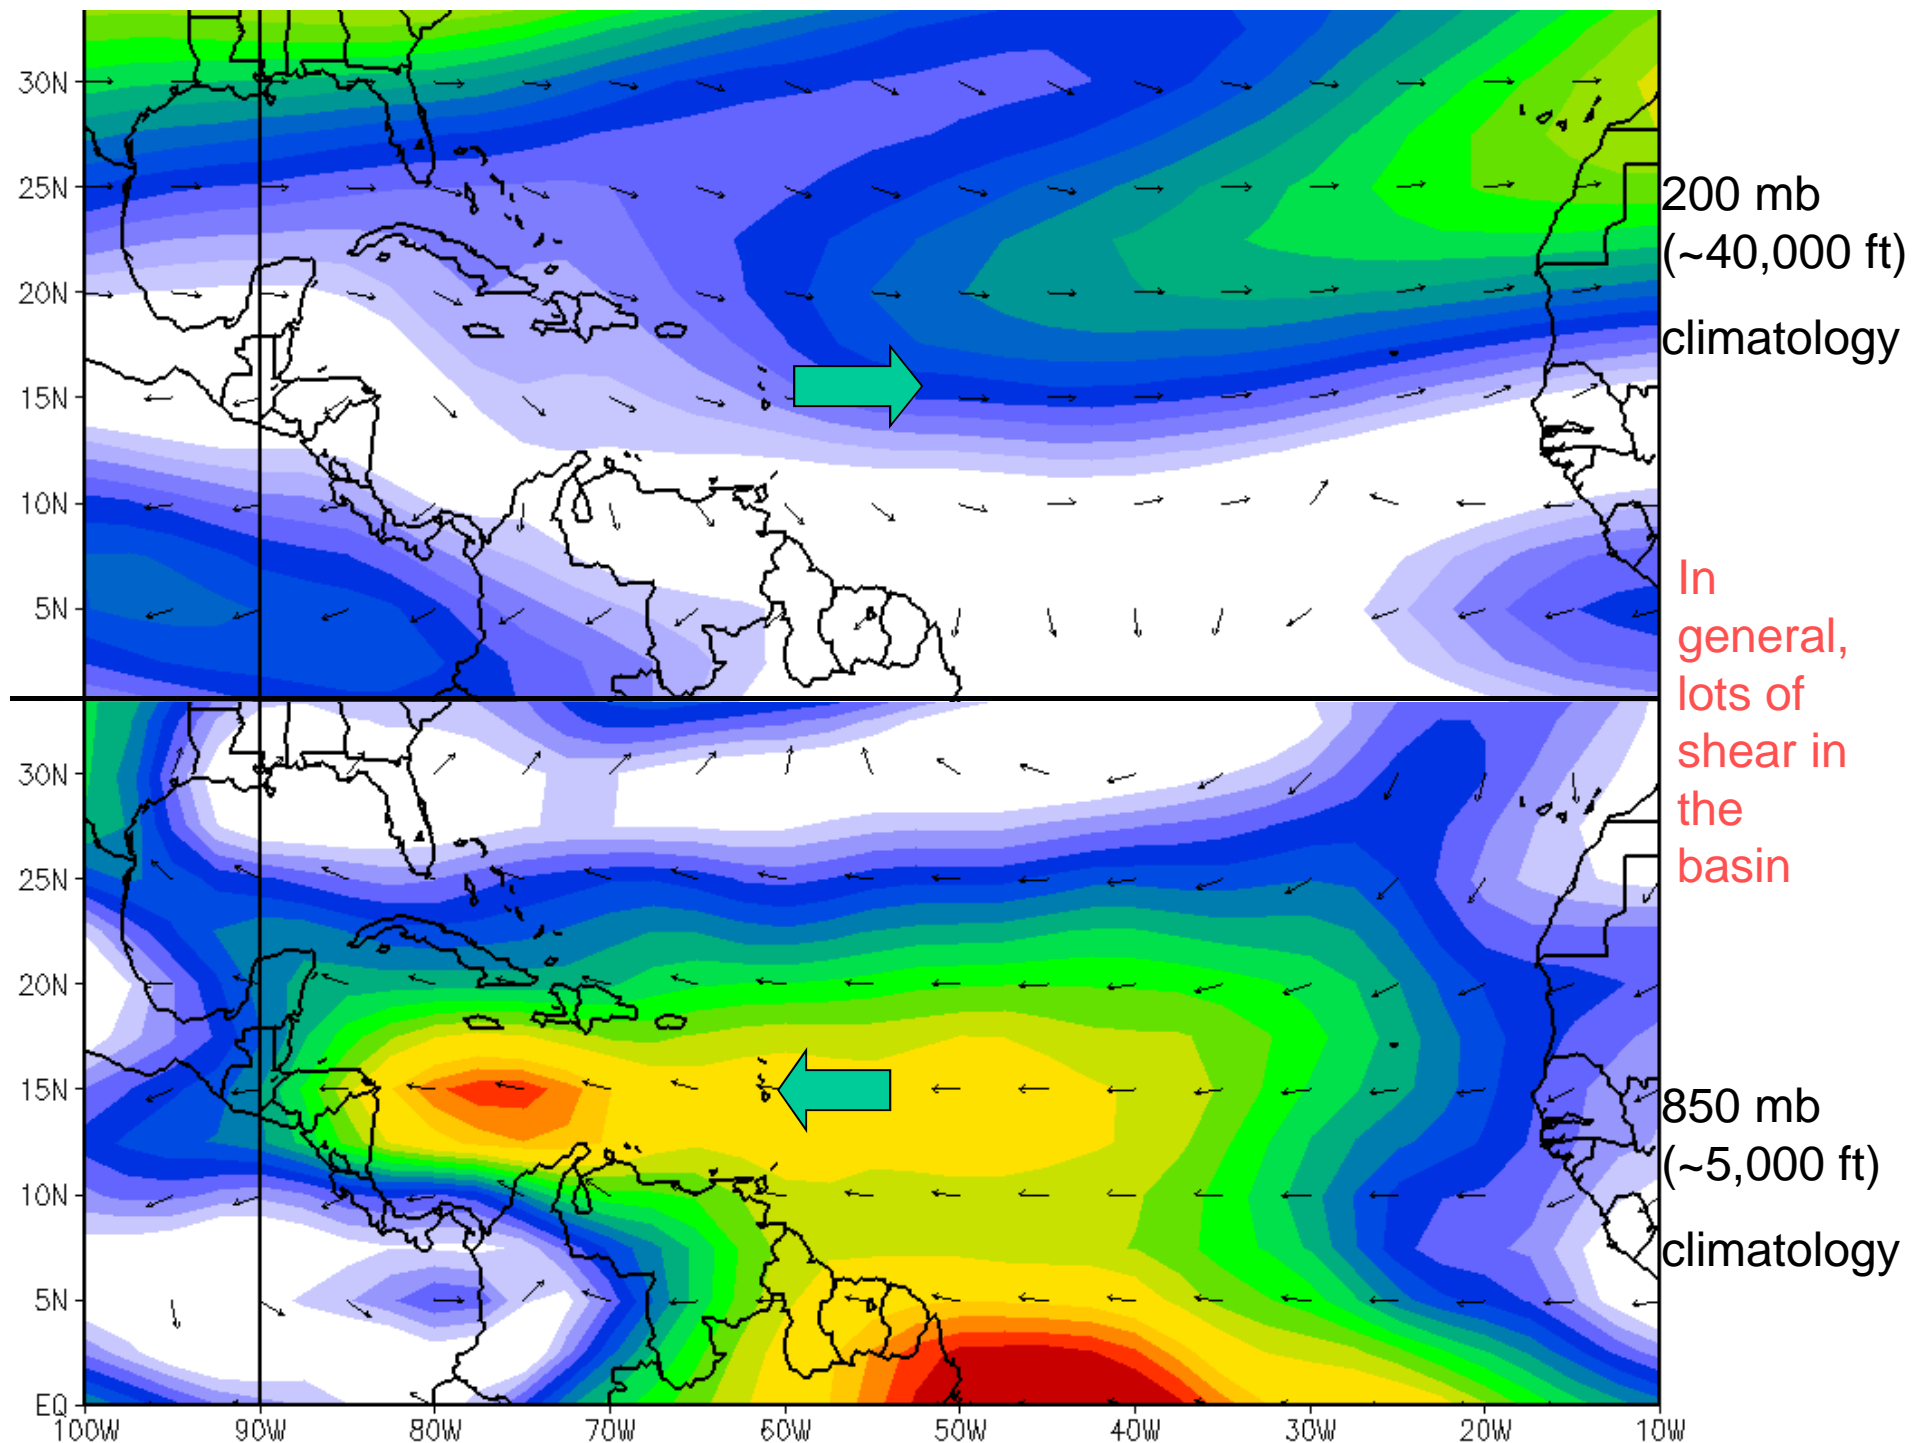 30N
25N
20N
15N
10N
5N
200 mb
(~40,000 ft)
climatology
In
general,
lots of
shear in
the
basin
30N
25N
20N
15N
10N
5N
EQ
850 mb
(~5,000 ft)
climatology
100W 90W 80W 70W 60W 50W 40W 30W 20W 10W